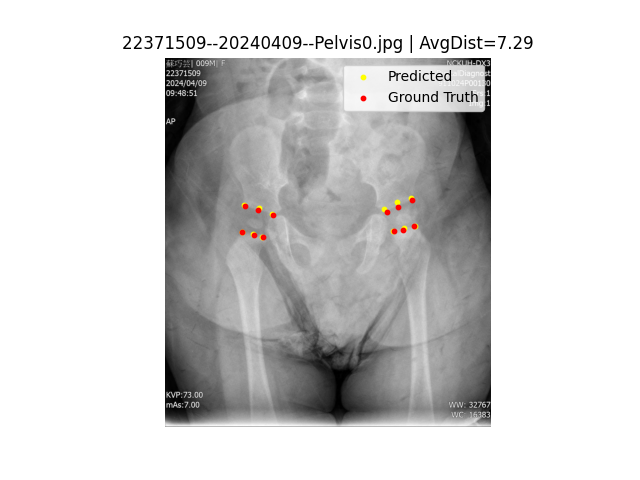 22371509--20240409--Pelvis0.jpg | AvgDist=7.29
009M F
22371509
2024/04/09
09:48:51
AP
Predicted
Ground Truth
KVP:73.00
mAs:7.00
WW: 32767
WC: 16383